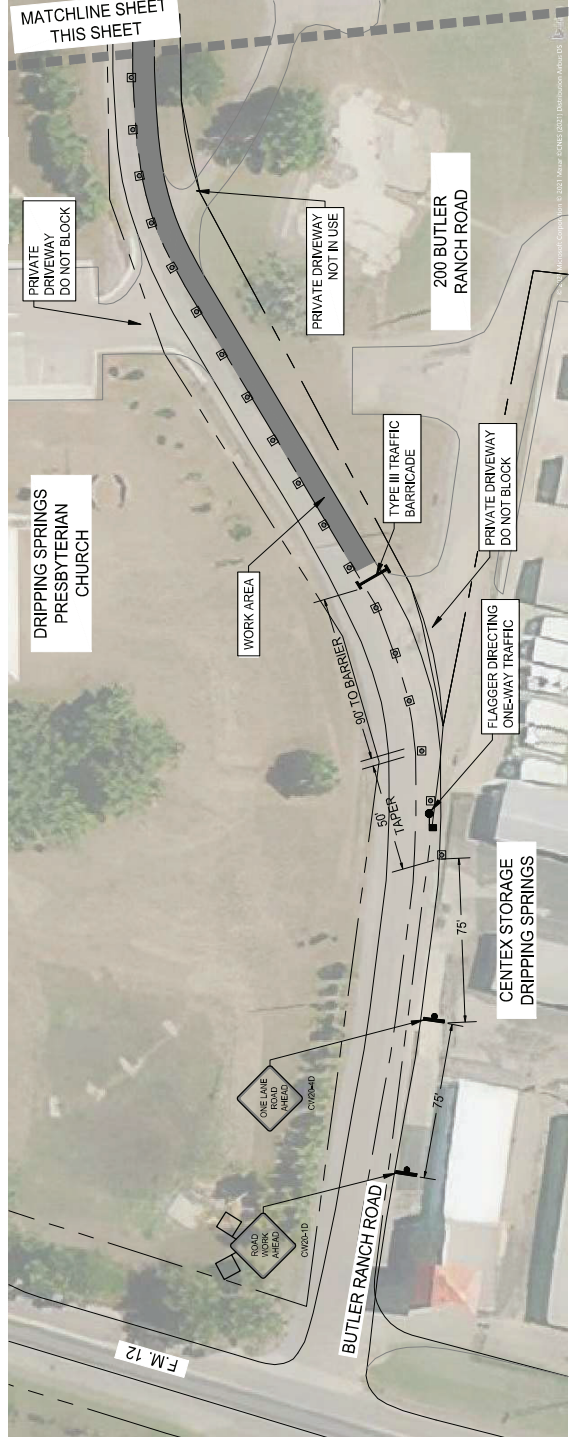 MATCHLINE SHEET
THIS SHEET
PRIVATE
DRIVEWAY
DO NOT BLOCK
PRIVATE DRIVEWAY
NOT IN USE
200 BUTLER
RANCH ROAD
DRIPPING SPRINGS
PRESBYTERIAN
CHURCH
TYPE III TRAFFIC
BARRICADE
WORK AREA
PRIVATE DRIVEWAY
DO NOT BLOCK
90' TO BARRIER
FLAGGER DIRECTING
ONE-WAY TRAFFIC
50'
TAPER
75'
CENTEX STORAGE
DRIPPING SPRINGS
ONE LANE
ROAD
AHEAD
CW20-4D
75'
ROAD
WORK
AHEAD
CW20-1D
BUTLER RANCH ROAD
F.M. 12